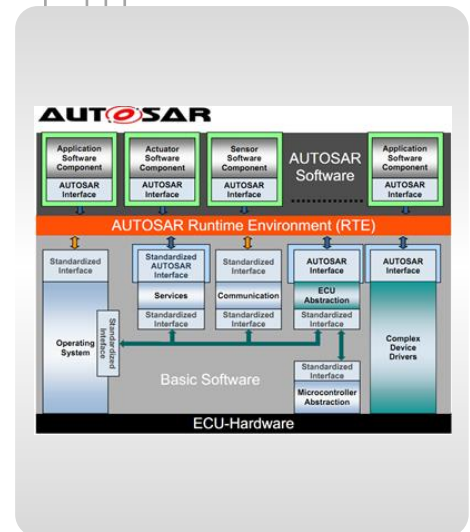 AUTOSAR
Application
Software
Component
AUTOSAR
Interface
Actuator
Software
Component
AUTOSAR
Interface
Sensor
Software
Component
AUTOSAR
Interface
AUTOSAR
Software
Application
Software
Component
AUTOSAR
Interface
AUTOSAR Runtime Environment (RTE)
Standardized
Interface
Operating
System
Standardized
Interface
Standardized
AUTOSAR
Interface
Services
Standardized
Interface
Standardized
Interface
Communication
Standardized
Interface
AUTOSAR
Interface
ECU
Abstraction
Standardized
Interface
Standardized
Interface
Microcontroller
Abstraction
AUTOSAR
Interface
Complex
Device
Drivers
Basic Software
ECU-Hardware